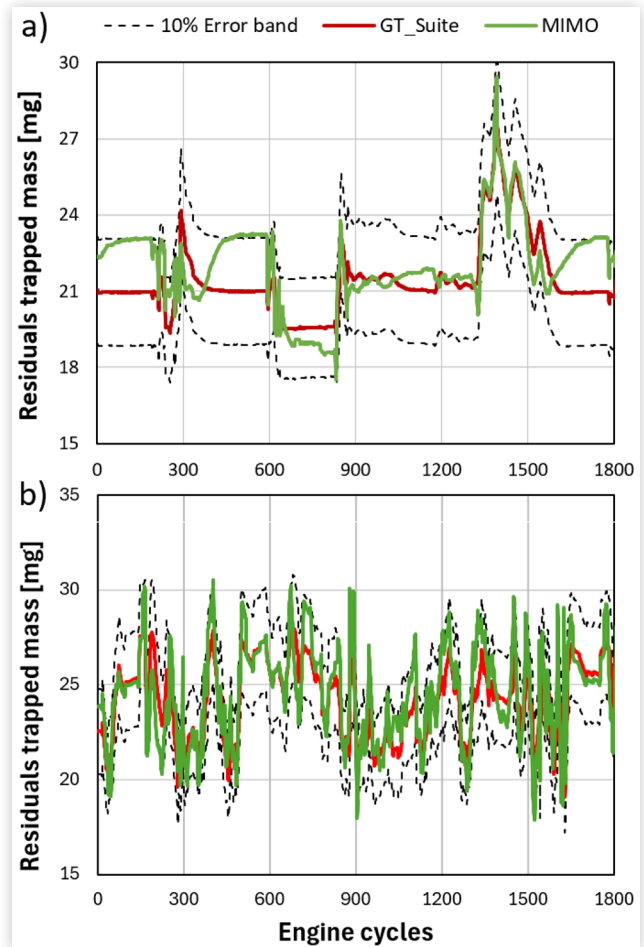 a)
10% Error band GT_Suite MIMO
Residuals trapped mass [mg]
30
27
24
21
18
15
0 300 600 900 1200 1500 1800
b)
Residuals trapped mass [mg]
35
30
25
20
15
0 300 600 900 1200 1500 1800
Engine cycles